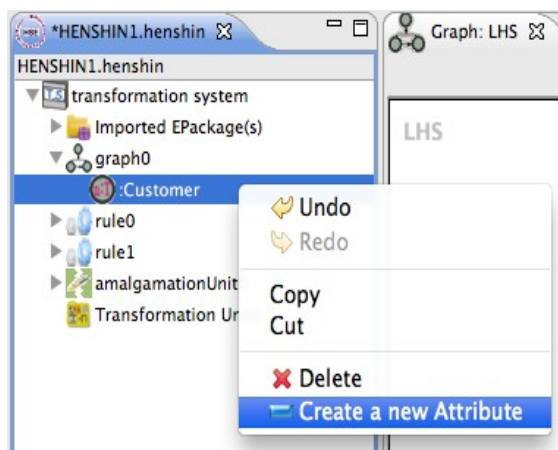 *HENSHIN1.henshin
Graph: LHS
HENSHIN1.henshin
transformation system
Imported EPackage(s)
LHS
graph0
:Customer
Undo
rule0
Redo
rule1
Copy
amalgamationUnit
Cut
Transformation
Delete
Create a new Attribute